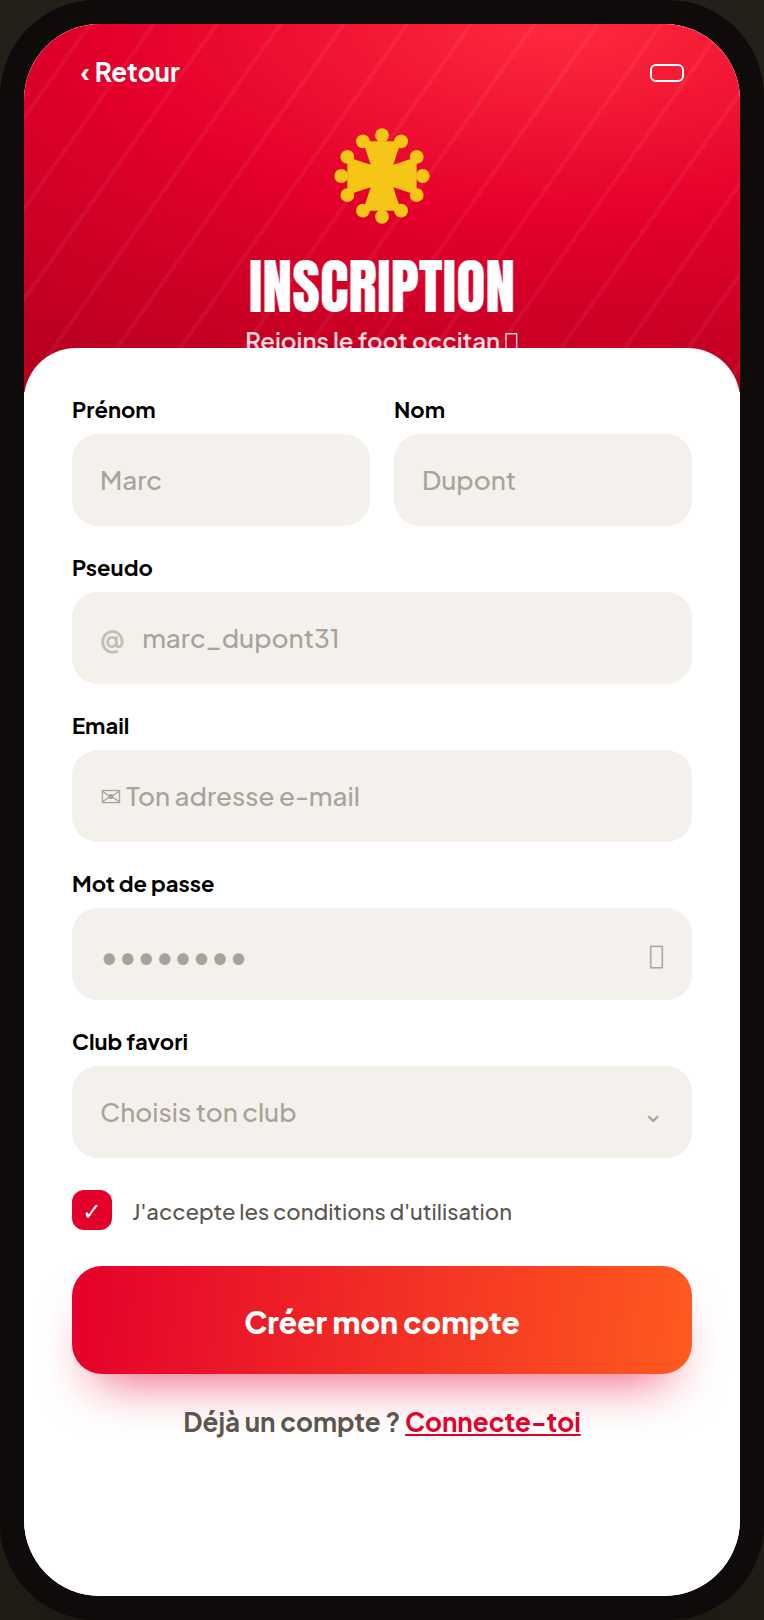 ‹ Retour
INSCRIPTION
Rejoins le foot occitan
Prénom
Nom
Marc
Dupont
Pseudo
@ marc_dupont31
Email
✉ Ton adresse e-mail
Mot de passe
●●●●●●●●
Club favori
Choisis ton club ⌄
✓ J'accepte les conditions d'utilisation
Créer mon compte
Déjà un compte ? Connecte-toi